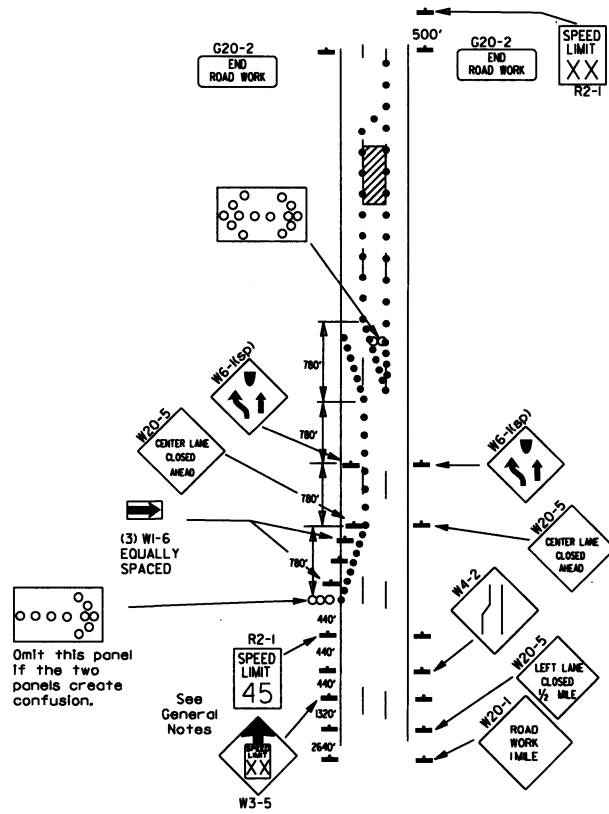 500'
G20-2
END
ROAD WORK
G20-2
END
ROAD WORK
SPEED
LIMIT
XX
R2-1
780'
W6-1(sp)
780'
W20-5
CENTER LANE
CLOSED
AHEAD
W6-1(sp)
780'
(3) W1-6
EQUALLY
SPACED
W20-5
CENTER LANE
CLOSED
AHEAD
780'
Omit this panel
if the two
panels create
confusion.
R2-1
SPEED
LIMIT
45
440'
440'
440'
1320'
2640'
W4-2
W20-5
LEFT LANE
CLOSED
1/2 MILE
See
General
Notes
W20-1
ROAD
WORK
1 MILE
SPEED
LIMIT
XX
W3-5